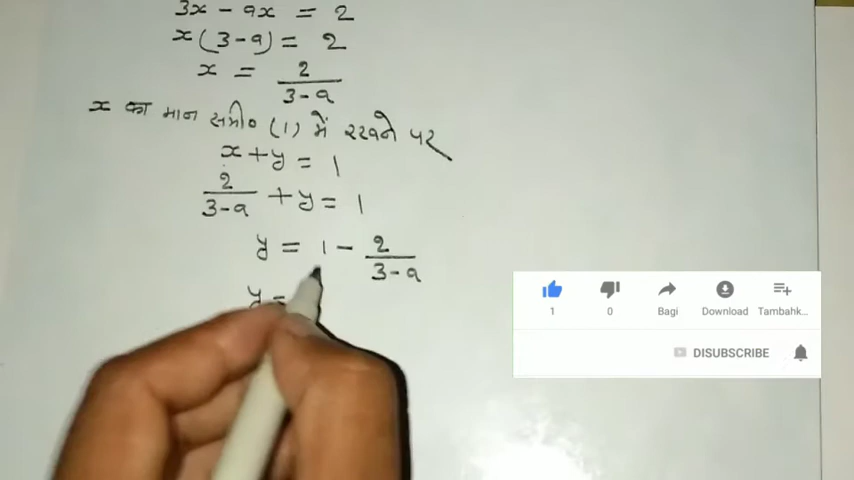 3x - ax = 2
x(3-a) = 2
x = 2/3-a
x का मान समी० (1) में रखने पर
x+y = 1
2/3-a + y = 1
y = 1 - 2/3-a
y =
1 0 Bagi Download Tambahk...
DISUBSCRIBE